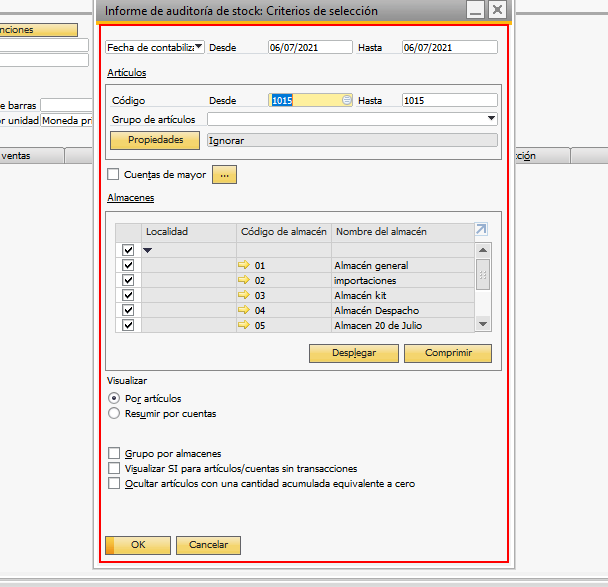 Informe de auditoría de stock: Criterios de selección
nciones
Fecha de contabiliza Desde 06/07/2021 Hasta 06/07/2021
Artículos
Código Desde 1015 Hasta 1015
e barras
Grupo de artículos
r unidad Moneda pri
Propiedades Ignorar
ventas
ción
Cuentas de mayor ...
Almacenes
Localidad Código de almacén Nombre del almacén
01 Almacén general
02 importaciones
03 Almacén kit
04 Almacén Despacho
05 Almacen 20 de Julio
Desplegar Comprimir
Visualizar
Por artículos
Resumir por cuentas
Grupo por almacenes
Visualizar SI para artículos/cuentas sin transacciones
Ocultar artículos con una cantidad acumulada equivalente a cero
OK Cancelar